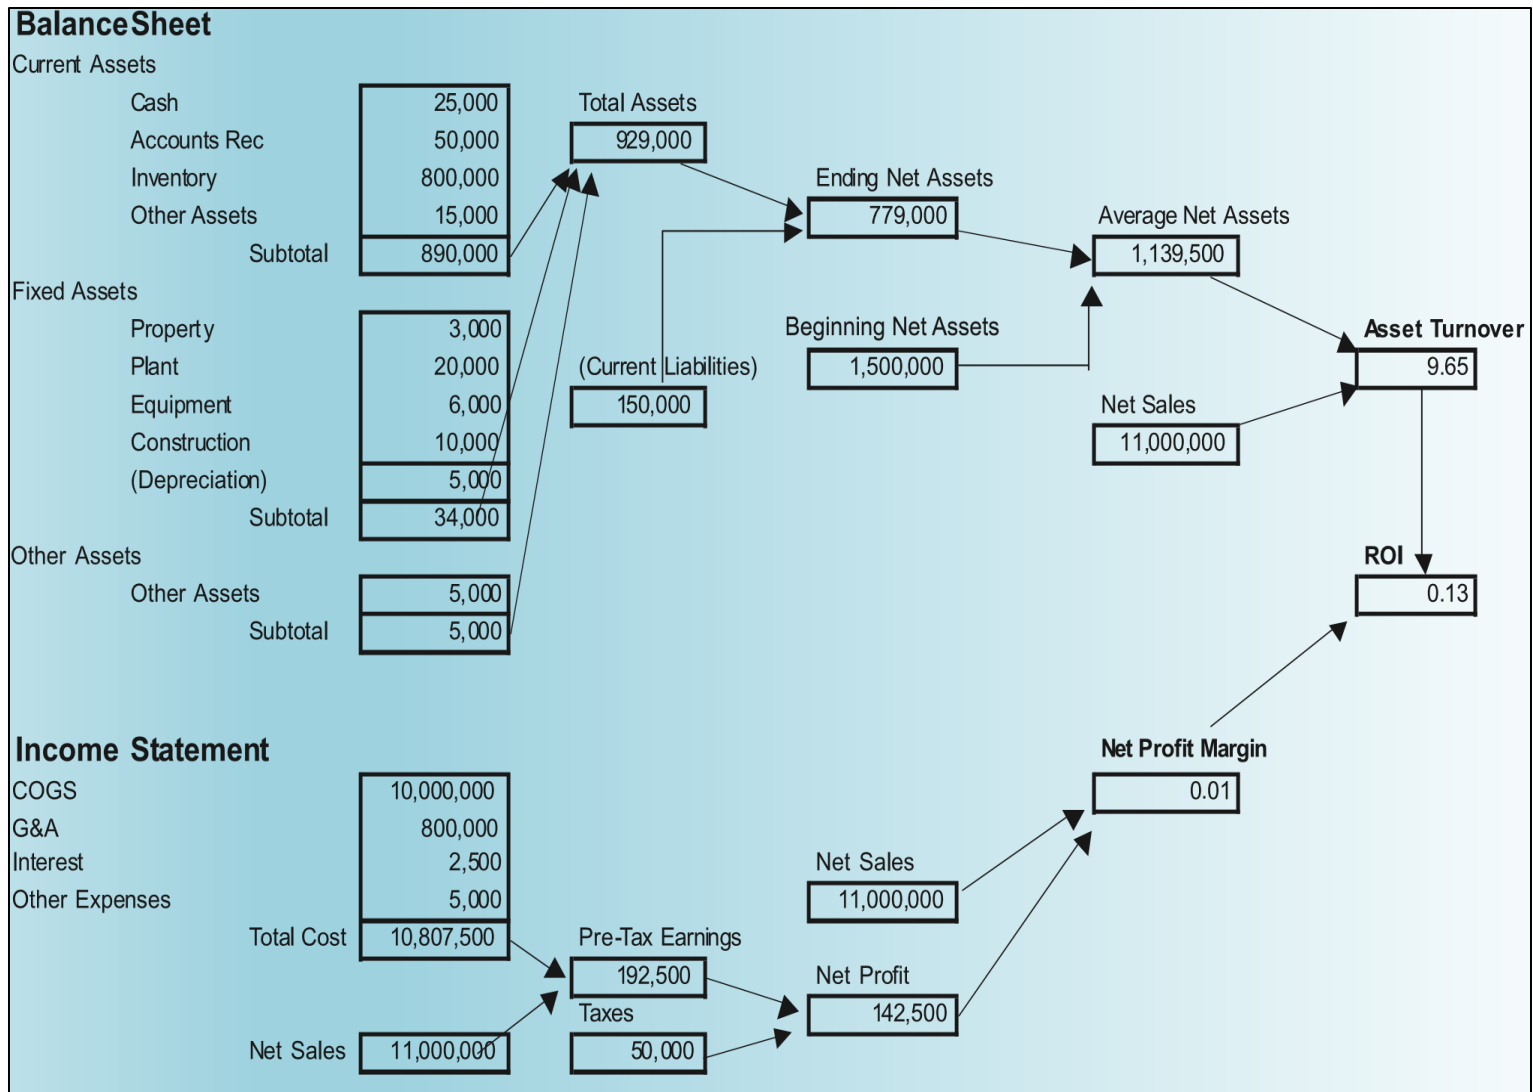 Balance Sheet
Current Assets
Cash 25,000 Total Assets
Accounts Rec 50,000 929,000
Inventory 800,000 Ending Net Assets
Other Assets 15,000 779,000 Average Net Assets
Subtotal 890,000 1,139,500
Fixed Assets
Property 3,000 Beginning Net Assets Asset Turnover
Plant 20,000 (Current Liabilities) 1,500,000 9.65
Equipment 6,000 150,000 Net Sales
Construction 10,000 11,000,000
(Depreciation) 5,000
Subtotal 34,000
Other Assets ROI
Other Assets 5,000 0.13
Subtotal 5,000
Income Statement Net Profit Margin
COGS 10,000,000 0.01
G&A 800,000
Interest 2,500 Net Sales
Other Expenses 5,000 11,000,000
Total Cost 10,807,500 Pre-Tax Earnings
192,500 Net Profit
Taxes 142,500
Net Sales 11,000,000 50,000